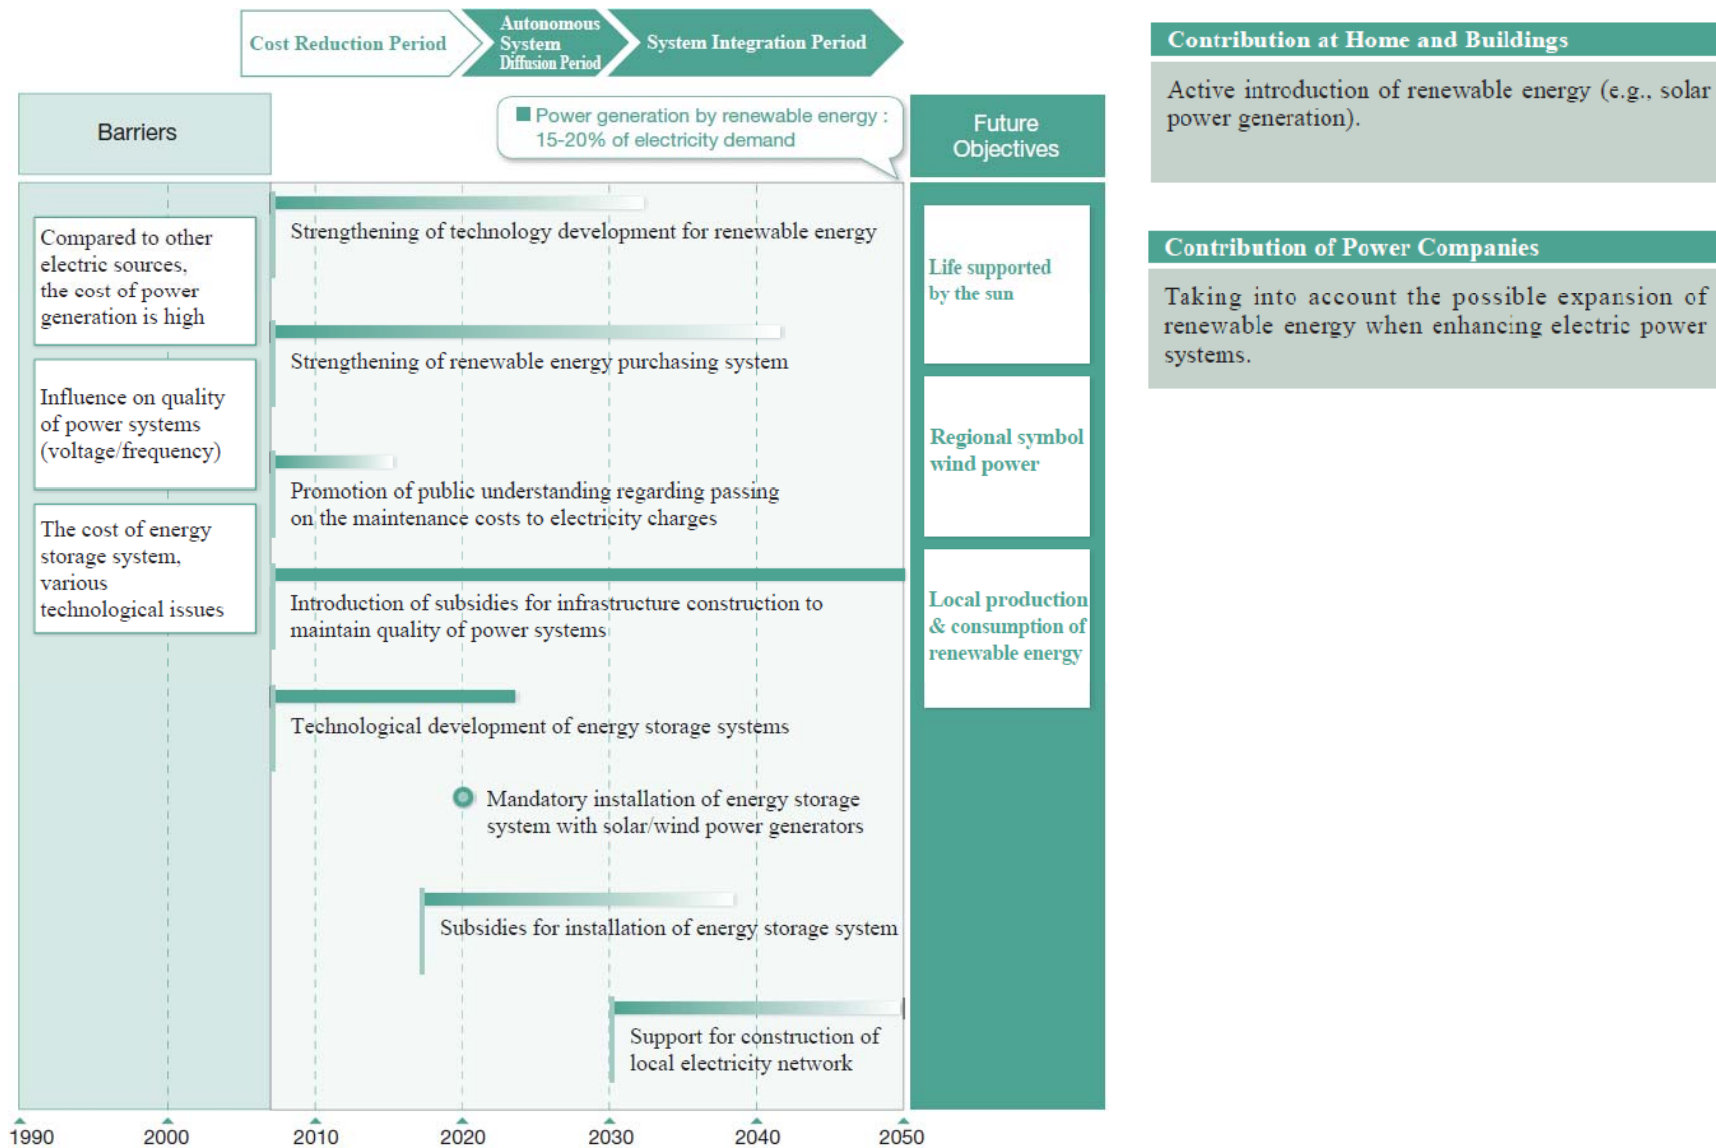 Cost Reduction Period
Autonomous
System
Diffusion Period
System Integration Period
Barriers
Power generation by renewable energy :
15-20% of electricity demand
Future
Objectives
Compared to other
electric sources,
the cost of power
generation is high
Influence on quality
of power systems
(voltage/frequency)
The cost of energy
storage system,
various
technological issues
Strengthening of technology development for renewable energy
Strengthening of renewable energy purchasing system
Promotion of public understanding regarding passing
on the maintenance costs to electricity charges
Introduction of subsidies for infrastructure construction to
maintain quality of power systems
Technological development of energy storage systems
Mandatory installation of energy storage
system with solar/wind power generators
Subsidies for installation of energy storage system
Support for construction of
local electricity network
Life supported
by the sun
Regional symbol
wind power
Local production
& consumption of
renewable energy
1990
2000
2010
2020
2030
2040
2050
Contribution at Home and Buildings
Active introduction of renewable energy (e.g., solar
power generation).
Contribution of Power Companies
Taking into account the possible expansion of
renewable energy when enhancing electric power
systems.